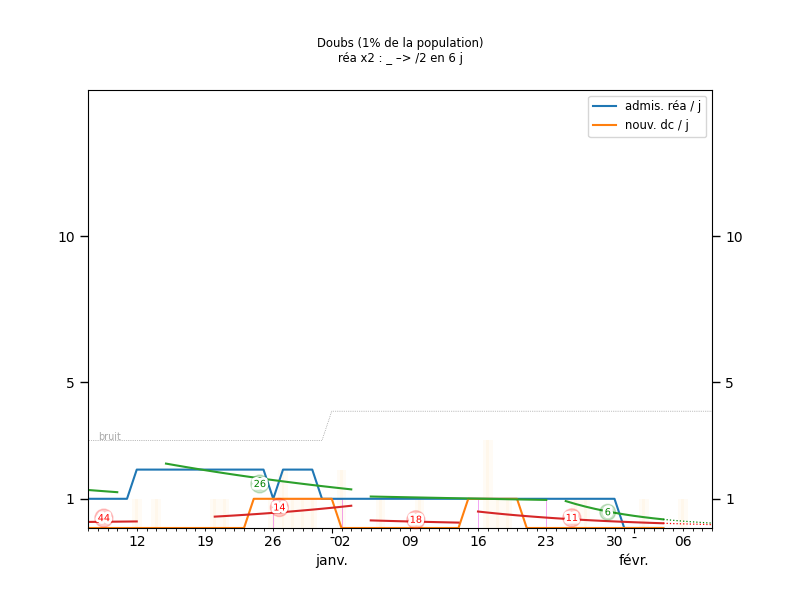 Doubs (1% de la population)
réa x2 : _ –> /2 en 6 j
admis. réa / j
nouv. dc / j
10 10
5 5
bruit
1 1
44 26 14 18 11 6
12 19 26 02 09 16 23 30 06
janv. févr.